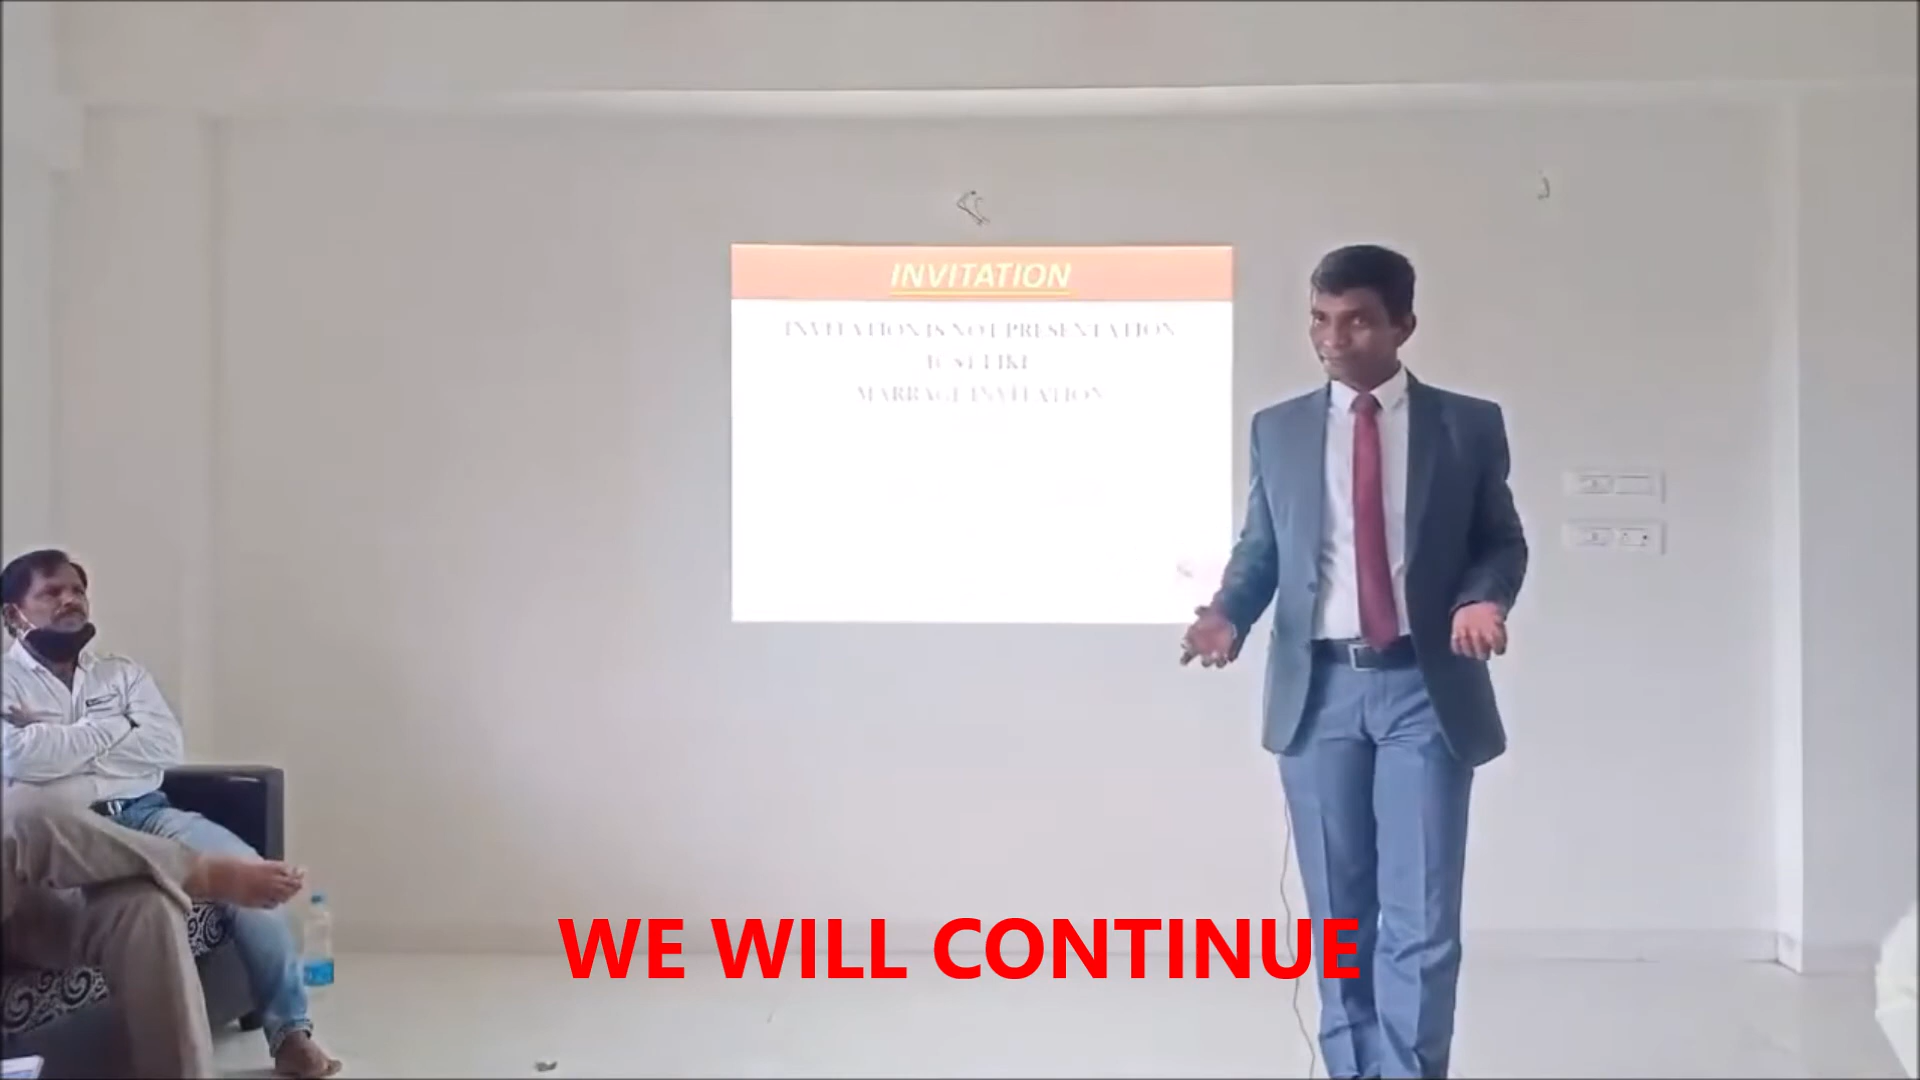 INVITATION
INVITATION IS NOT PRESENTATION
JUST LIKE
MARRAGE INVITATION
WE WILL CONTINUE